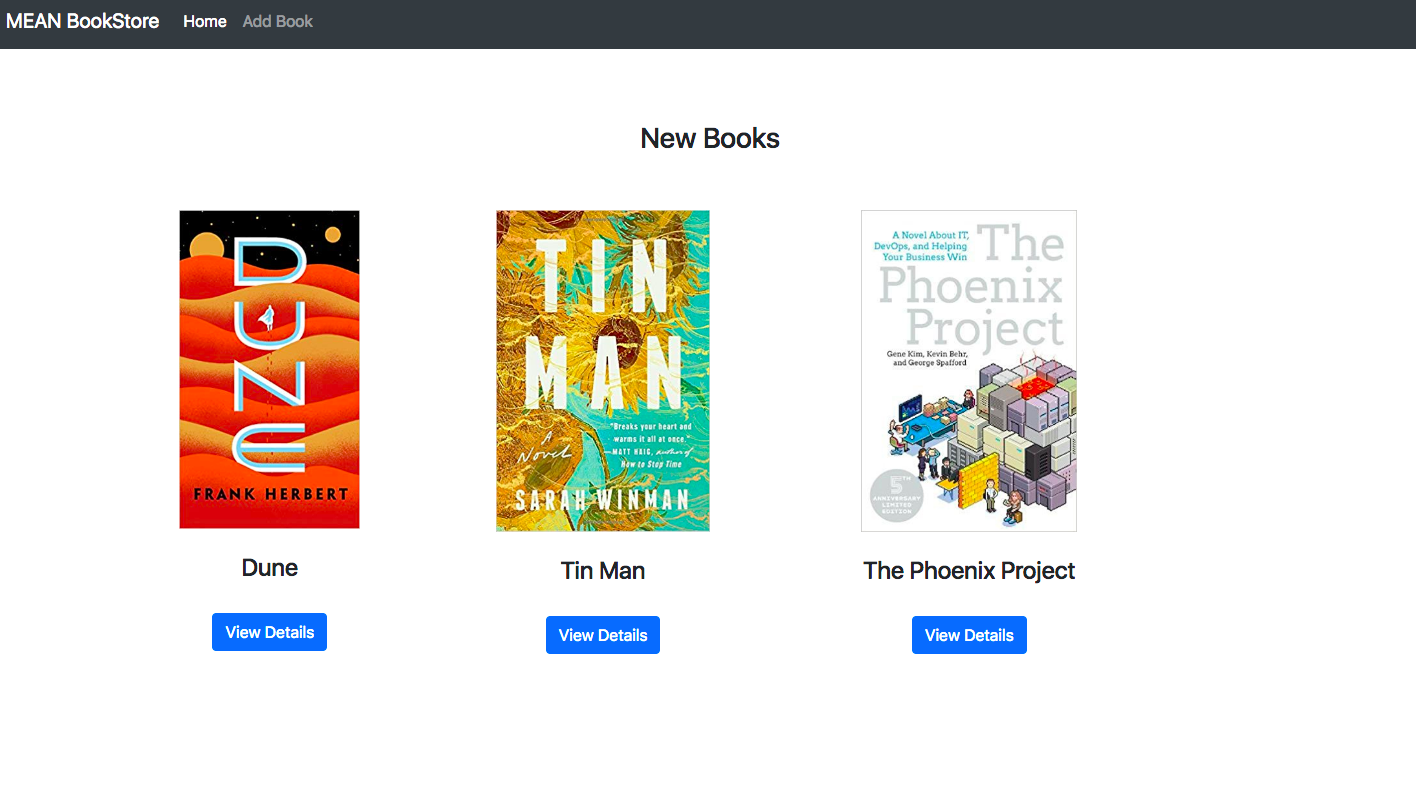 MEAN BookStore Home Add Book
New Books
DUNE
FRANK HERBERT
Dune
View Details
TIN
MAN
"Breaks your heart and
warms it all at once."
—MATT HAIG, author of
How to Stop Time
A
Novel
SARAH WINMAN
Tin Man
View Details
A Novel About IT,
DevOps, and Helping
Your Business Win
The
Phoenix
Project
Gene Kim, Kevin Behr,
and George Spafford
5TH
ANNIVERSARY
LIMITED
EDITION
The Phoenix Project
View Details